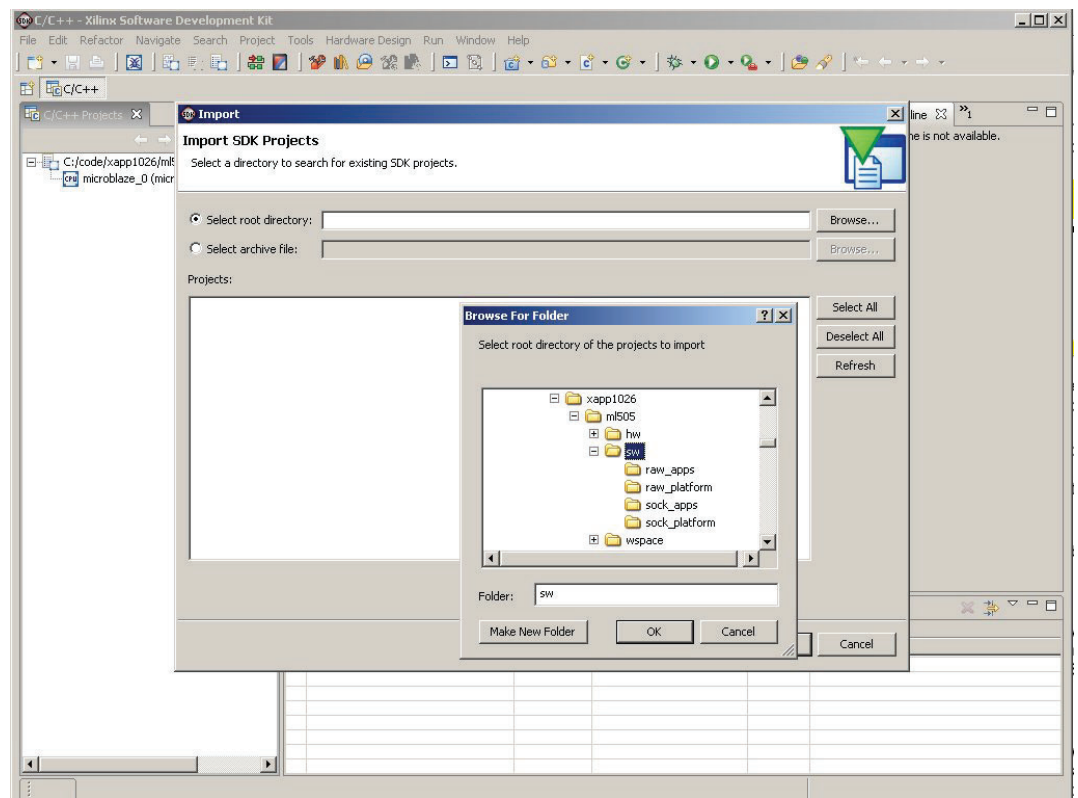 C/C++ - Xilinx Software Development Kit
File Edit Refactor Navigate Search Project Tools Hardware Design Run Window Help
C/C++
C/C++ Projects
Import
line
»1
Import SDK Projects
ne is not available.
Select a directory to search for existing SDK projects.
C:/code/xapp1026/ml5
microblaze_0 (micr
Select root directory:
Browse...
Select archive file:
Browse...
Projects:
Select All
Deselect All
Refresh
Browse For Folder
Select root directory of the projects to import
xapp1026
ml505
hw
sw
raw_apps
raw_platform
sock_apps
sock_platform
wspace
Folder: sw
Make New Folder OK Cancel
Cancel